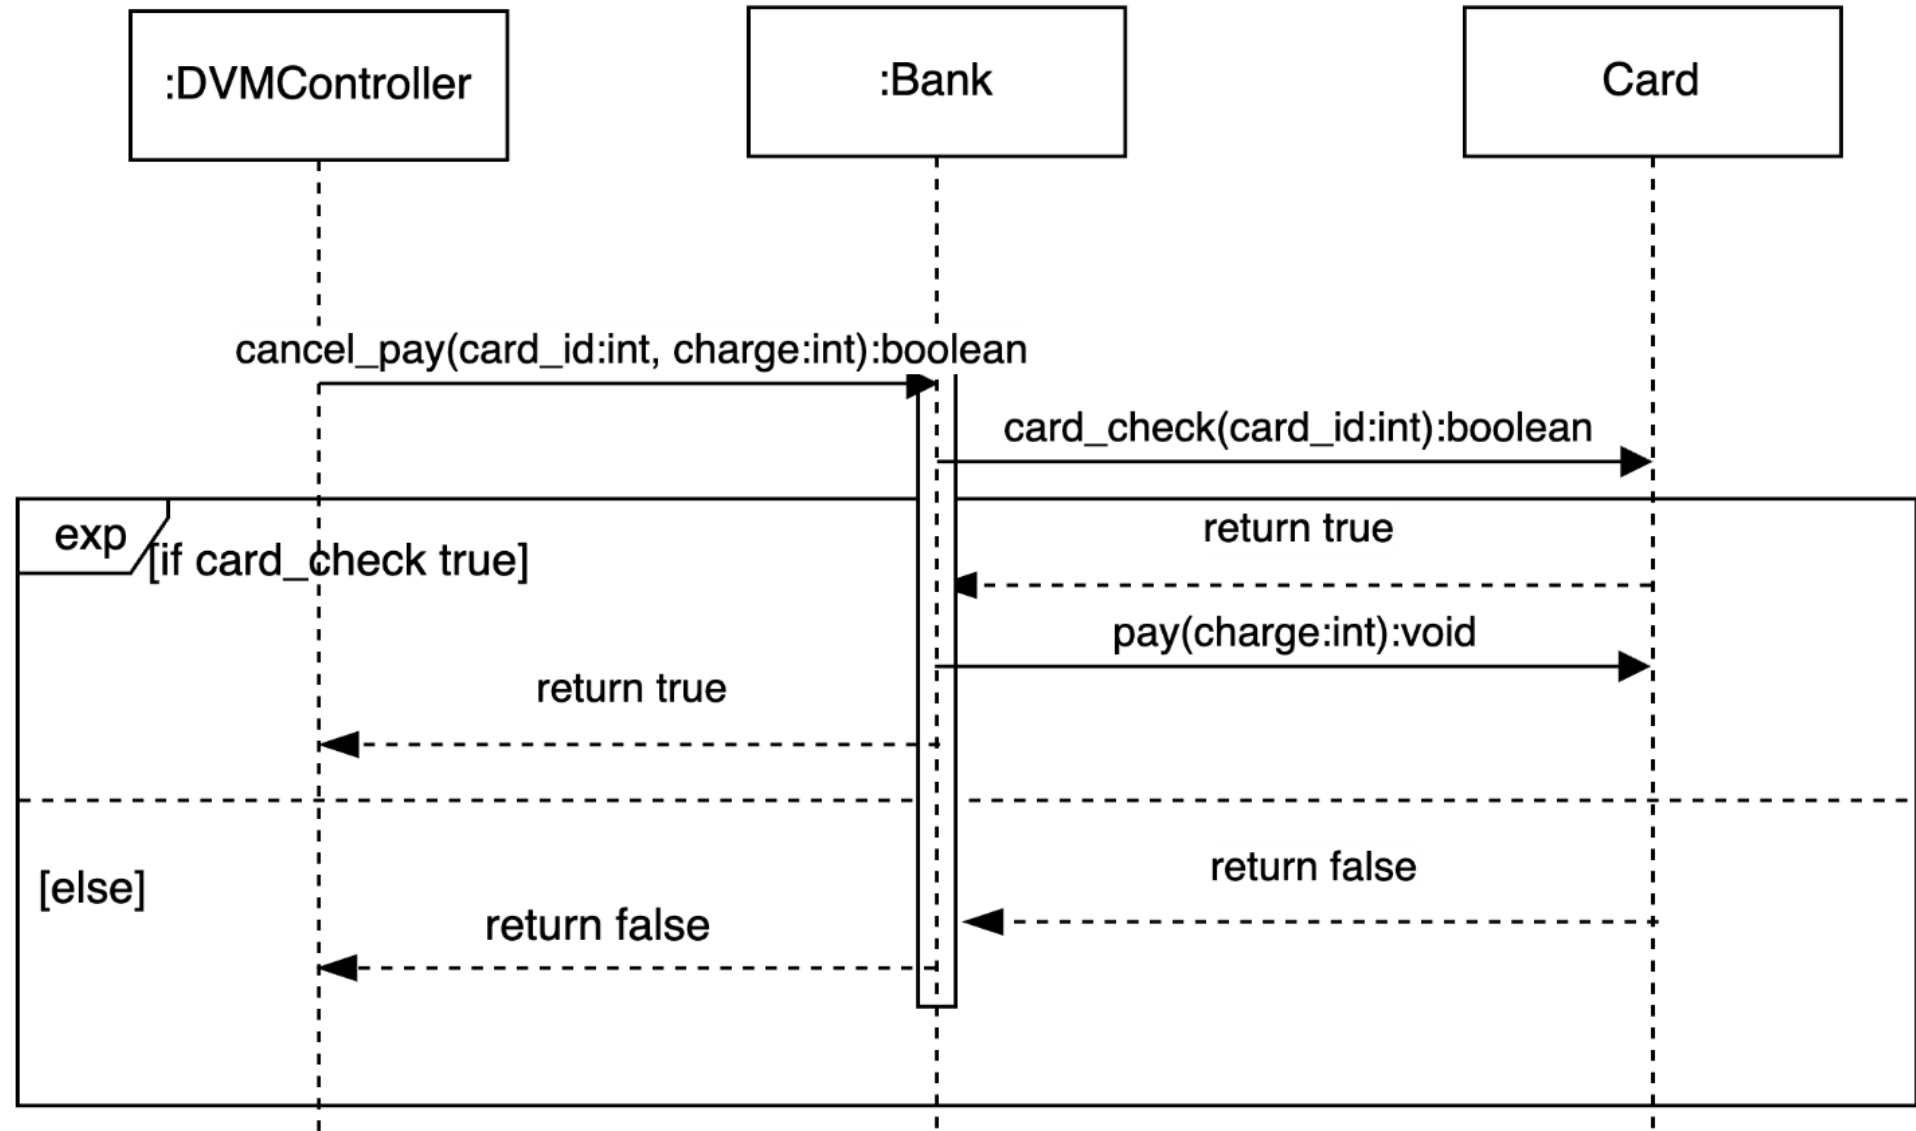 :DVMController
:Bank
Card
cancel_pay(card_id:int, charge:int):boolean
card_check(card_id:int):boolean
exp
[if card_check true]
return true
pay(charge:int):void
return true
[else]
return false
return false